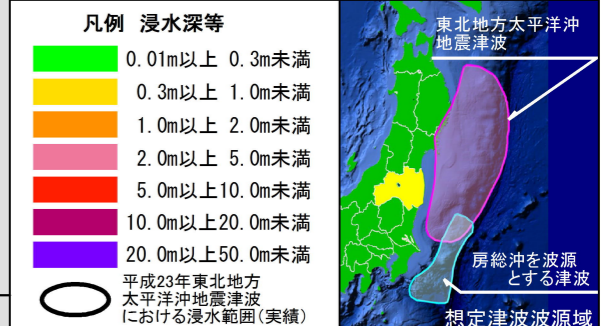 凡例 浸水深等
0.01m以上 0.3m未満
0.3m以上 1.0m未満
1.0m以上 2.0m未満
2.0m以上 5.0m未満
5.0m以上10.0m未満
10.0m以上20.0m未満
20.0m以上50.0m未満
平成23年東北地方
太平洋沖地震津波
における浸水範囲(実績)
東北地方太平洋沖
地震津波
房総沖を波源
とする津波
想定津波波源域